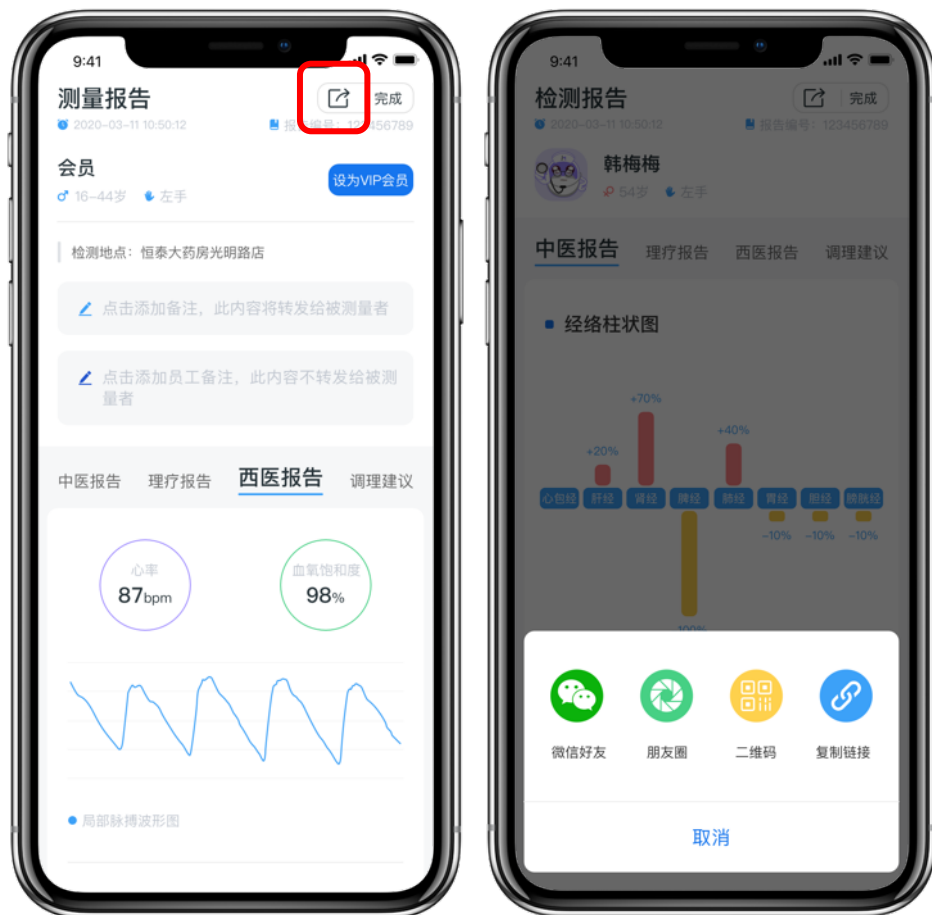 9:41
测量报告
完成
2020-03-11 10:50:12
报告编号：123456789
会员
设为VIP会员
16-44岁
左手
检测地点：恒泰大药房光明路店
点击添加备注，此内容将转发给被测量者
点击添加员工备注，此内容不转发给被测
量者
中医报告
理疗报告
西医报告
调理建议
心率
87bpm
血氧饱和度
98%
局部脉搏波形图
9:41
检测报告
完成
2020-03-11 10:50:12
报告编号：123456789
韩梅梅
54岁
左手
中医报告
理疗报告
西医报告
调理建议
经络柱状图
+70%
+40%
+20%
心包经
肝经
肾经
脾经
肺经
胃经
胆经
膀胱经
-10%
-10%
-10%
-100%
微信好友
朋友圈
二维码
复制链接
取消